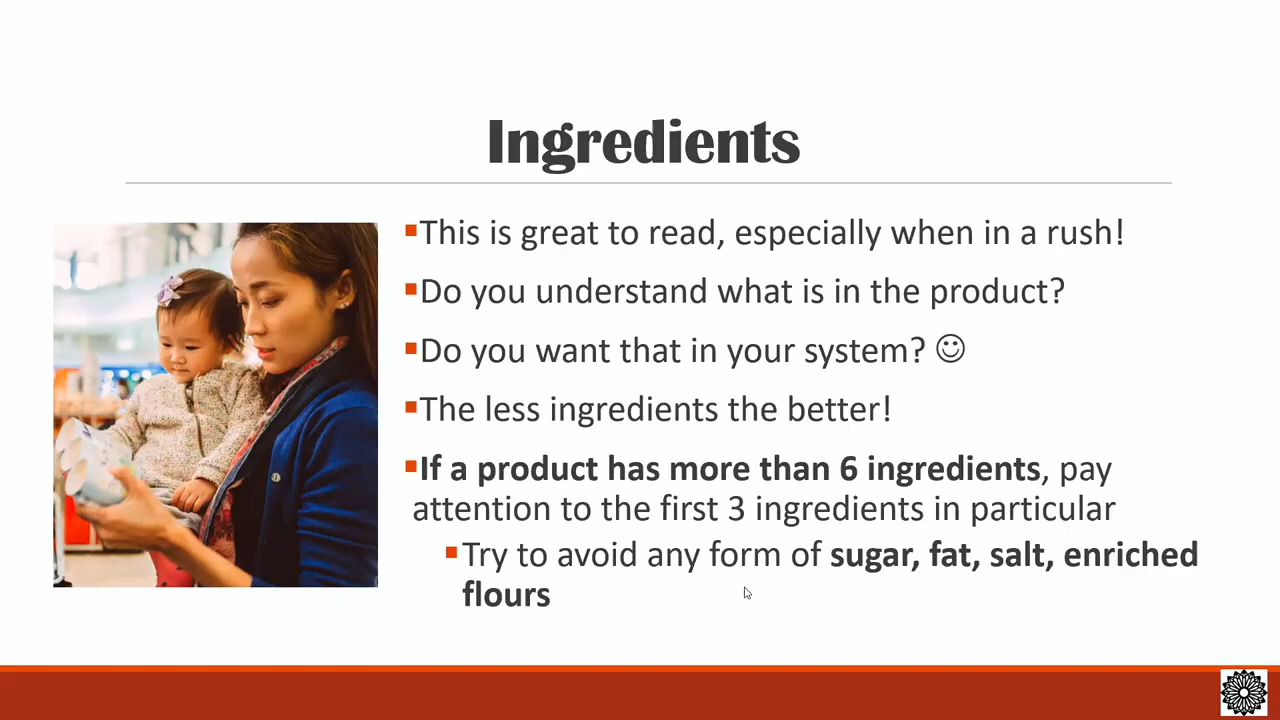 Ingredients
▪This is great to read, especially when in a rush!
▪Do you understand what is in the product?
▪Do you want that in your system? ☺
▪The less ingredients the better!
▪If a product has more than 6 ingredients, pay
attention to the first 3 ingredients in particular
▪Try to avoid any form of sugar, fat, salt, enriched
flours